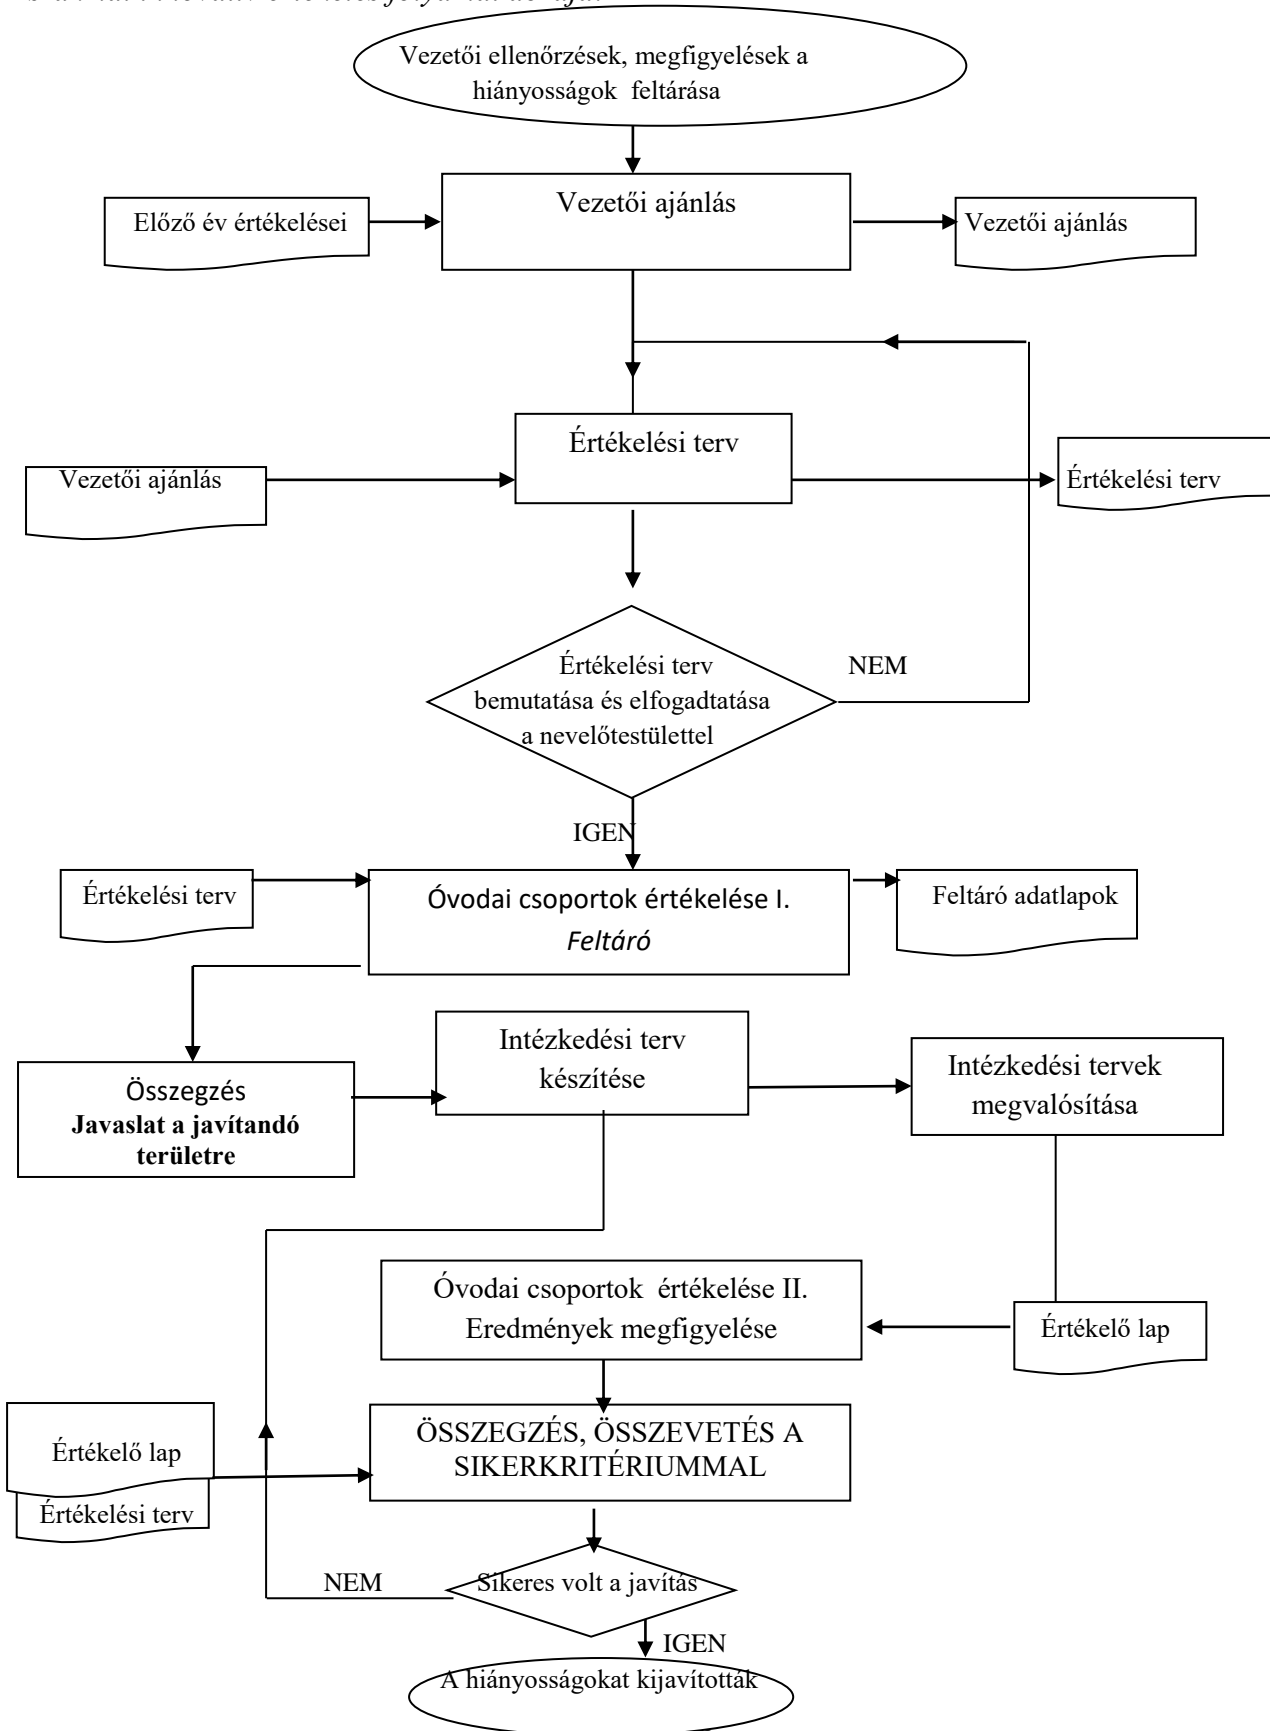 Vezetői ellenőrzések, megfigyelések a
hiányosságok feltárása
Vezetői ajánlás
Előző év értékelései
Vezetői ajánlás
Értékelési terv
Vezetői ajánlás
Értékelési terv
Értékelési terv
bemutatása és elfogadtatása
a nevelőtestülettel
NEM
IGEN
Értékelési terv
Óvodai csoportok értékelése I.
Feltáró
Feltáró adatlapok
Intézkedési terv
készítése
Intézkedési tervek
megvalósítása
Összegzés
Javaslat a javítandó
területre
Óvodai csoportok értékelése II.
Eredmények megfigyelése
Értékelő lap
ÖSSZEGZÉS, ÖSSZEVETÉS A
SIKERKRITÉRIUMMAL
Értékelő lap
Értékelési terv
Sikeres volt a javítás
NEM
IGEN
A hiányosságokat kijavították